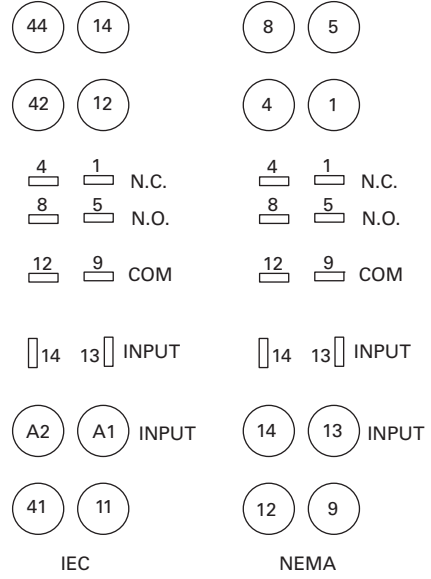 44 14 8 5
42 12 4 1
4 1 N.C. 4 1 N.C.
8 5 N.O. 8 5 N.O.
12 9 COM 12 9 COM
14 13 INPUT 14 13 INPUT
A2 A1 INPUT 14 13 INPUT
41 11 12 9
IEC NEMA